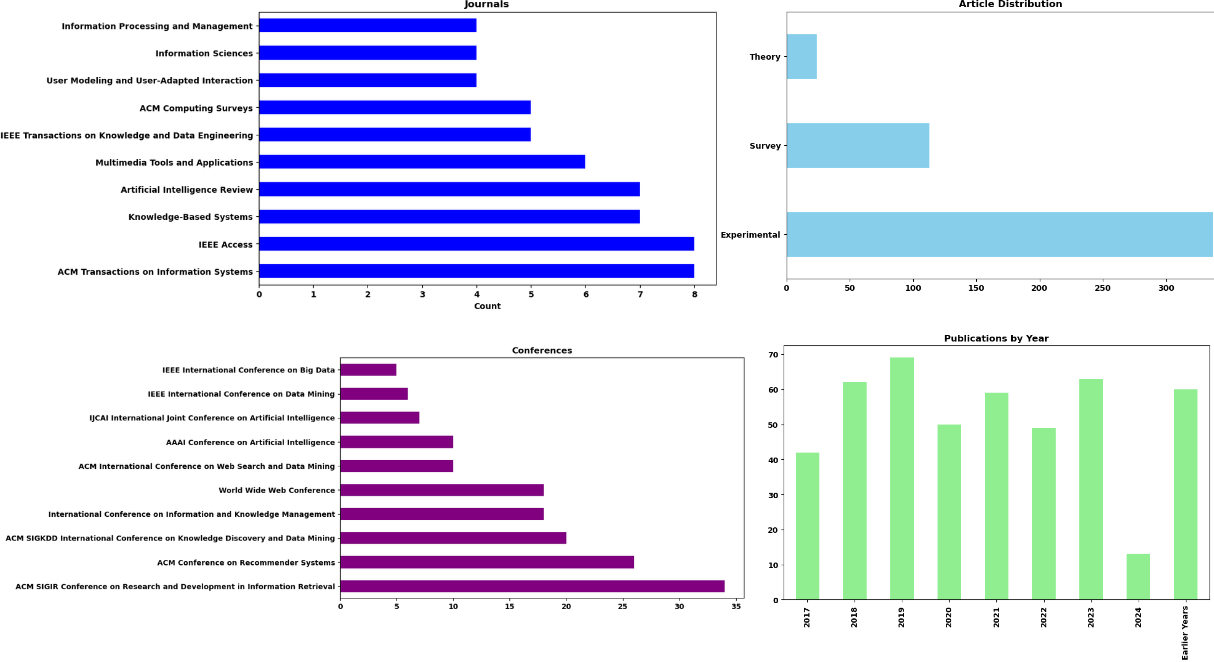 Journals
Information Processing and Management
Information Sciences
User Modeling and User-Adapted Interaction
ACM Computing Surveys
IEEE Transactions on Knowledge and Data Engineering
Multimedia Tools and Applications
Artificial Intelligence Review
Knowledge-Based Systems
IEEE Access
ACM Transactions on Information Systems
0 1 2 3 4 5 6 7 8
Count
Article Distribution
Theory
Survey
Experimental
0 50 100 150 200 250 300
Conferences
IEEE International Conference on Big Data
IEEE International Conference on Data Mining
IJCAI International Joint Conference on Artificial Intelligence
AAAI Conference on Artificial Intelligence
ACM International Conference on Web Search and Data Mining
World Wide Web Conference
International Conference on Information and Knowledge Management
ACM SIGKDD International Conference on Knowledge Discovery and Data Mining
ACM Conference on Recommender Systems
ACM SIGIR Conference on Research and Development in Information Retrieval
0 5 10 15 20 25 30 35
Publications by Year
70
60
50
40
30
20
10
0
2017 2018 2019 2020 2021 2022 2023 2024 Earlier Years